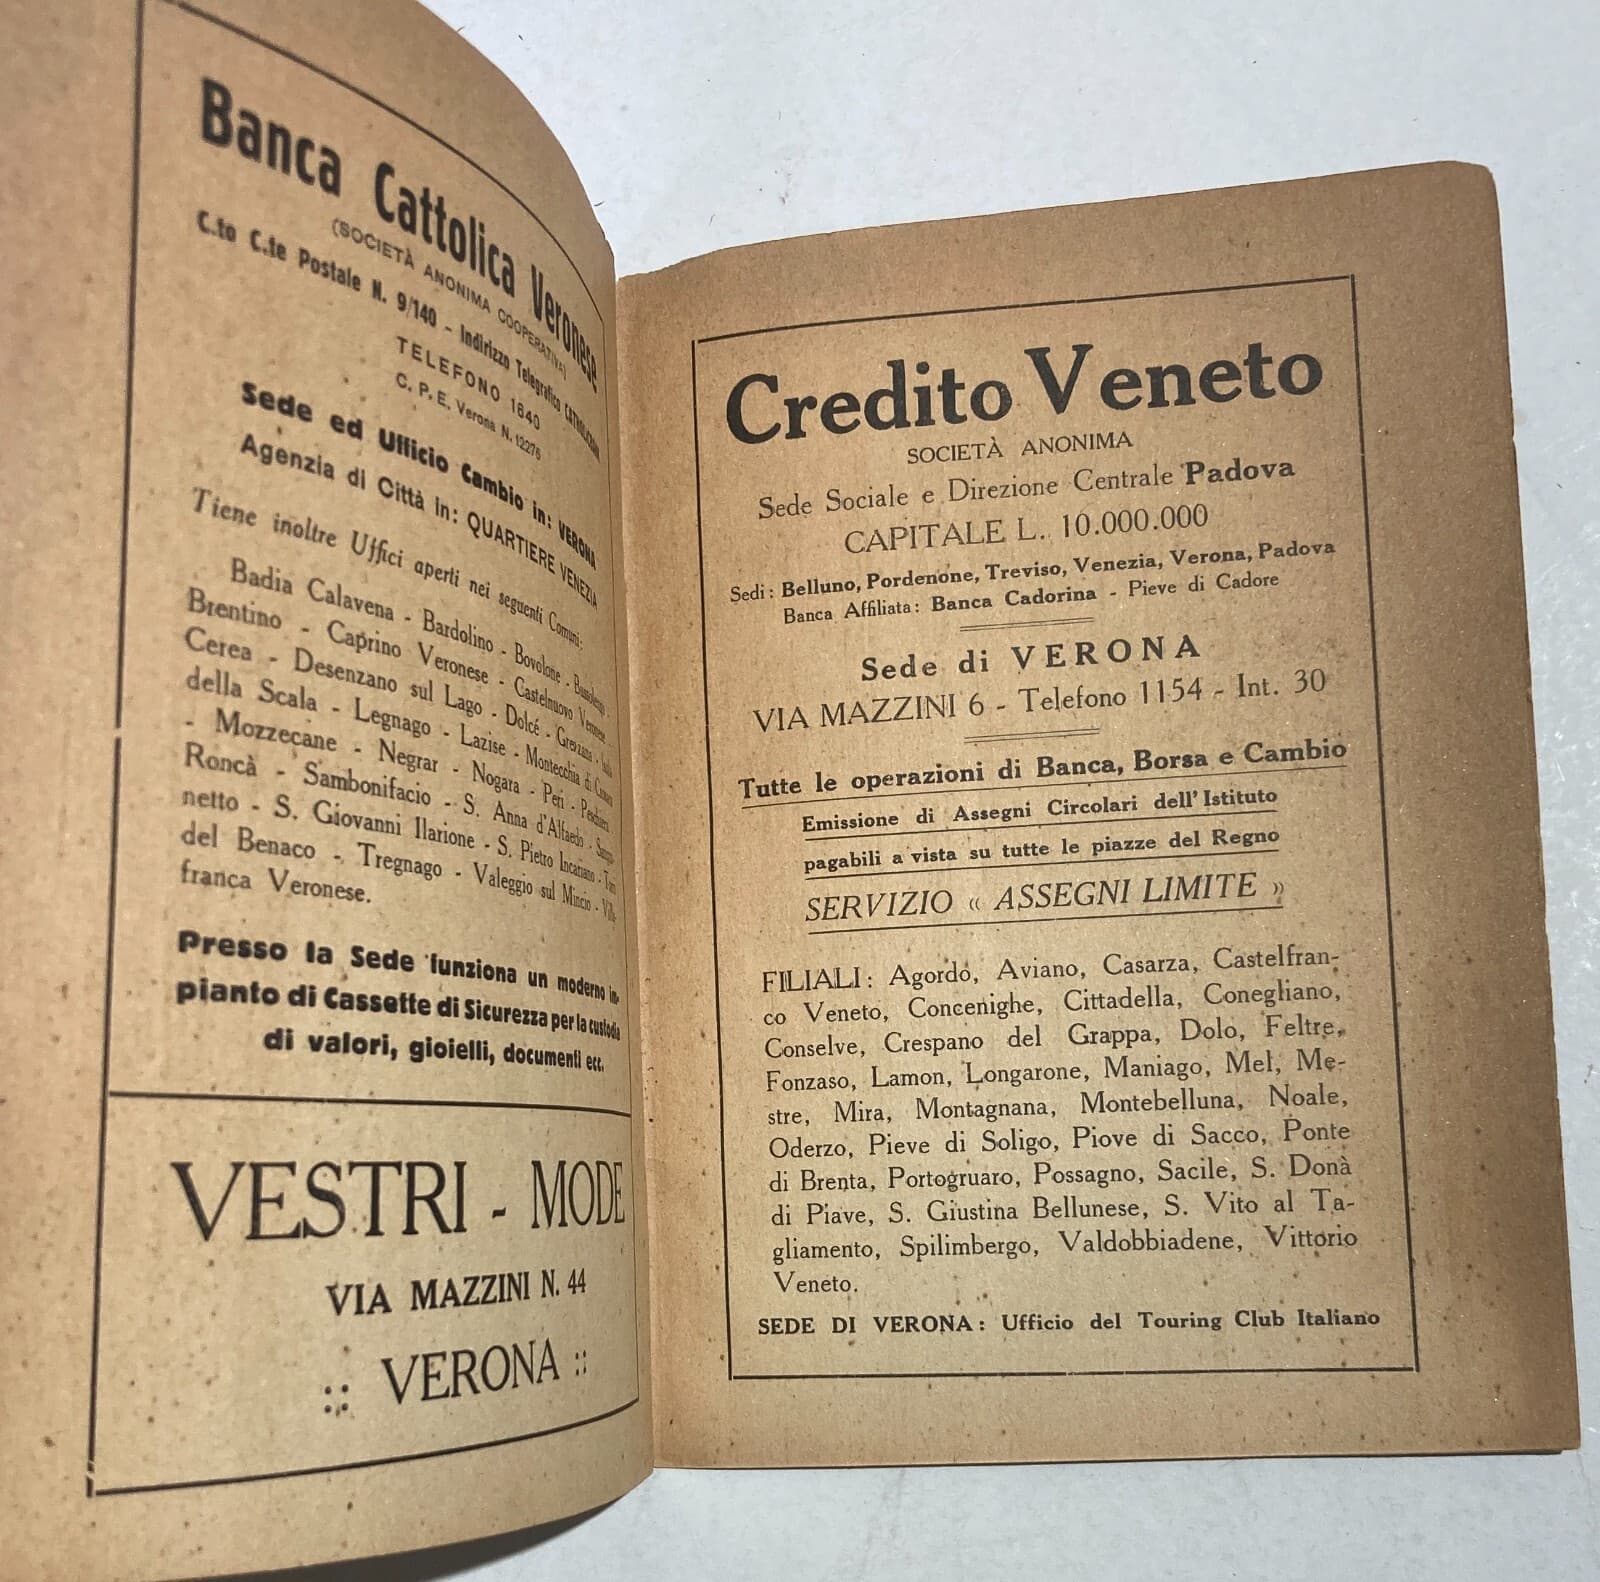 Banca Cattolica Veronese
(SOCIETÀ ANONIMA COOPERATIVA)
C.to C.te Postale N. 9/140 - Indirizzo Telegrafico
TELEFONO 1640
C. P. E. Verona N. 12276
Sede ed Ufficio Cambio in: VERONA
Agenzia di Città in: QUARTIERE VENEZIA
Tiene inoltre Uffici aperti nei seguenti Comuni:
Badia Calavena - Bardolino - Bovolone - Bussolengo
Brentino - Caprino Veronese - Castelnuovo Veronese
Cerea - Desenzano sul Lago - Dolcé - Grezzana - Isola
della Scala - Legnago - Lazise - Montecchia di Crosara
- Mozzecane - Negrar - Nogara - Peri - Peschiera
Roncà - Sambonifacio - S. Anna d'Alfaedo - Sangui-
netto - S. Giovanni Ilarione - S. Pietro Incariano - Torri
del Benaco - Tregnago - Valeggio sul Mincio - Villa-
franca Veronese.
Presso la Sede funziona un moderno im-
pianto di Cassette di Sicurezza per la custodia
di valori, gioielli, documenti ecc.
VESTRI - MODE
VIA MAZZINI N. 44
:: VERONA ::
Credito Veneto
SOCIETÀ ANONIMA
Sede Sociale e Direzione Centrale Padova
CAPITALE L. 10.000.000
Sedi: Belluno, Pordenone, Treviso, Venezia, Verona, Padova
Banca Affiliata: Banca Cadorina - Pieve di Cadore
Sede di VERONA
VIA MAZZINI 6 - Telefono 1154 - Int. 30
Tutte le operazioni di Banca, Borsa e Cambio
Emissione di Assegni Circolari dell'Istituto
pagabili a vista su tutte le piazze del Regno
SERVIZIO « ASSEGNI LIMITE »
FILIALI: Agordo, Aviano, Casarza, Castelfran-
co Veneto, Concenighe, Cittadella, Conegliano,
Conselve, Crespano del Grappa, Dolo, Feltre,
Fonzaso, Lamon, Longarone, Maniago, Mel, Me-
stre, Mira, Montagnana, Montebelluna, Noale,
Oderzo, Pieve di Soligo, Piove di Sacco, Ponte
di Brenta, Portogruaro, Possagno, Sacile, S. Donà
di Piave, S. Giustina Bellunese, S. Vito al Ta-
gliamento, Spilimbergo, Valdobbiadene, Vittorio
Veneto.
SEDE DI VERONA: Ufficio del Touring Club Italiano